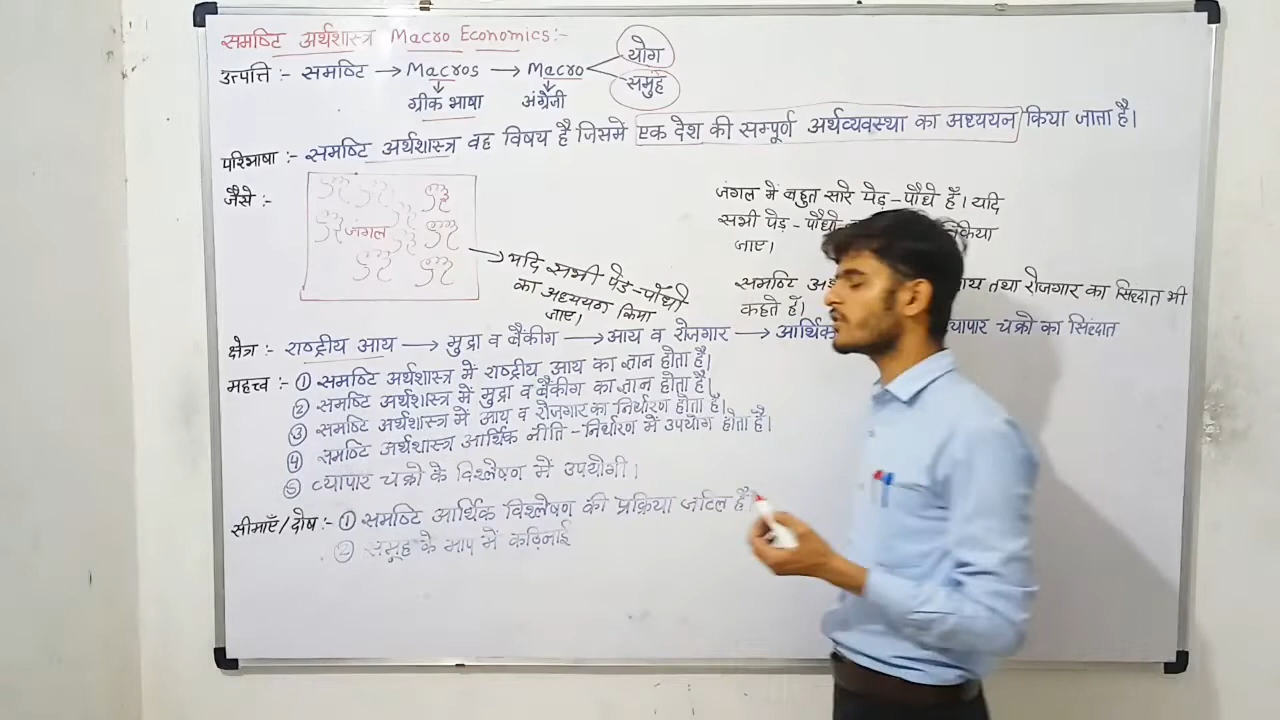 समष्टि अर्थशास्त्र Macro Economics:-
उत्पत्ति :- समष्टि → Macros → Macro योग
समुह
ग्रीक भाषा अंग्रेजी
परिभाषा :- समष्टि अर्थशास्त्र वह विषय है जिसमें एक देश की सम्पूर्ण अर्थव्यवस्था का अध्ययन किया जाता है।
जैसे :-
जंगल
यदि सभी पेड़-पौधों
का अध्ययन किया
जाए।
जंगल में बहुत सारे पेड़-पौधे हैं। यदि
सभी पेड़-पौधो किया
जाए।
समष्टि तथा रोजगार का सिद्धांत भी
कहते हैं।
क्षेत्र :- राष्ट्रीय आय → मुद्रा व बैंकीग → आय व रोजगार → आर्थिक व्यापार चक्रो का सिद्धांत
महत्व :- ① समष्टि अर्थशास्त्र में राष्ट्रीय आय का ज्ञान होता है।
② समष्टि अर्थशास्त्र में मुद्रा व बैंकीग का ज्ञान होता है।
③ समष्टि अर्थशास्त्र में आय व रोजगार का निर्धारण होता है।
④ समष्टि अर्थशास्त्र आर्थिक नीति-निर्धारण में उपयोग होता है।
⑤ व्यापार चक्रो के विश्लेषण में उपयोगी।
सीमाएँ/दोष :- ① समष्टि आर्थिक विश्लेषण की प्रक्रिया जटिल है।
② समूह के माप में कठिनाई